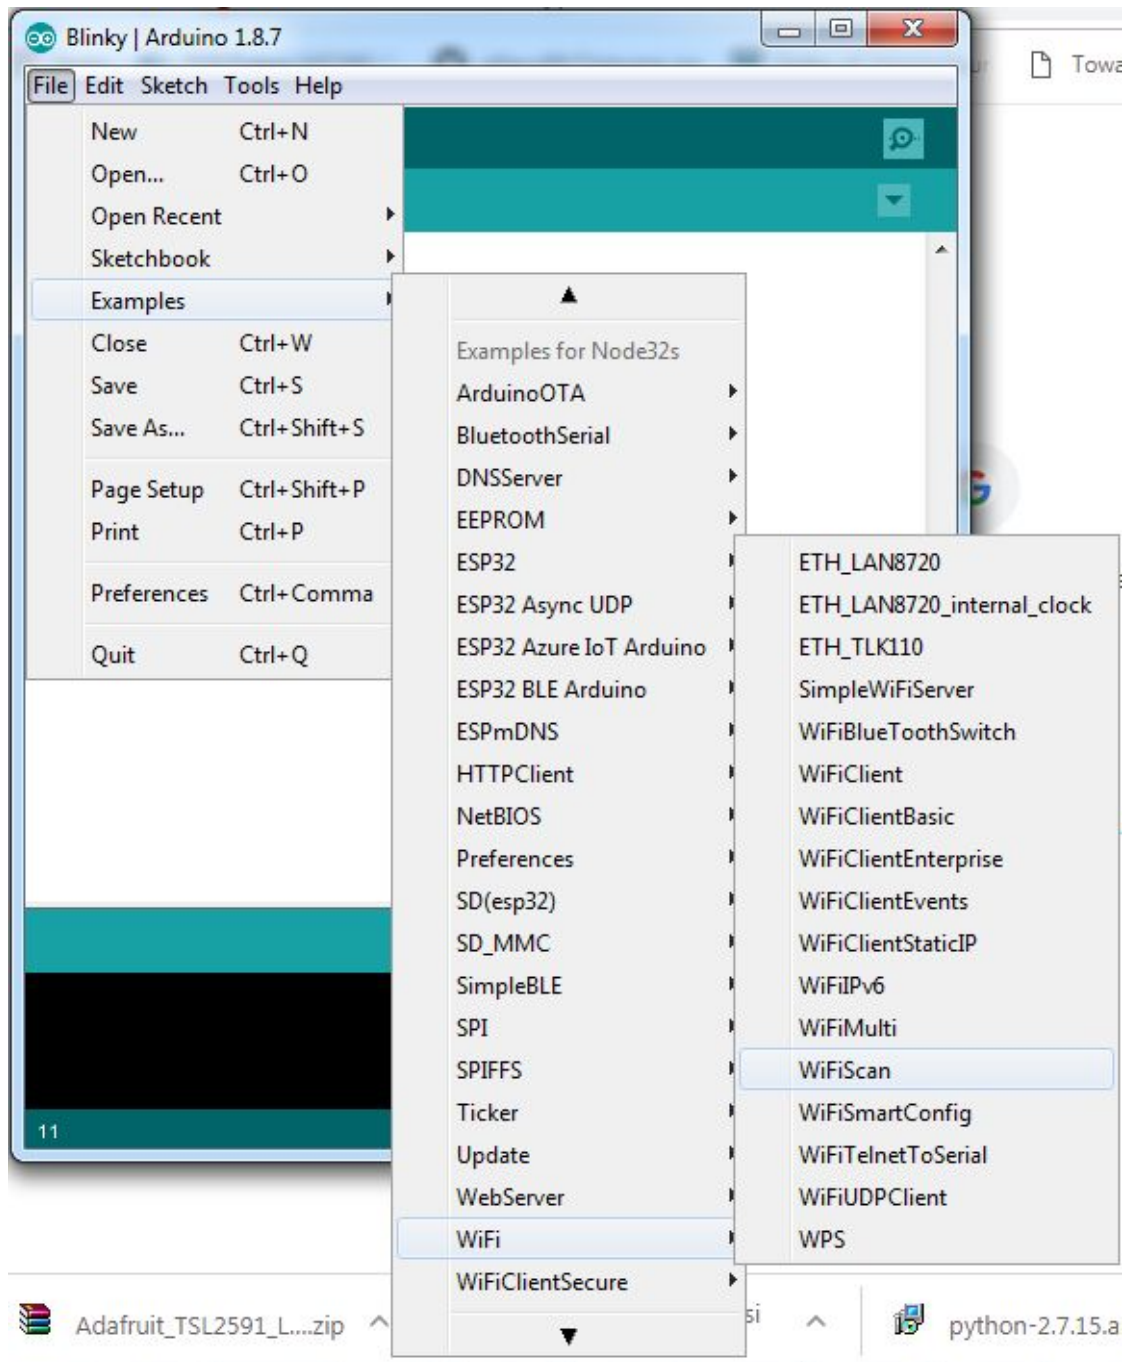 Blinky | Arduino 1.8.7
Towa
File Edit Sketch Tools Help
New Ctrl+N
Open... Ctrl+O
Open Recent
Sketchbook
Examples
Close Ctrl+W
Save Ctrl+S
Save As... Ctrl+Shift+S
Page Setup Ctrl+Shift+P
Print Ctrl+P
Preferences Ctrl+Comma
Quit Ctrl+Q
Examples for Node32s
ArduinoOTA
BluetoothSerial
DNSServer
EEPROM
ESP32
ESP32 Async UDP
ESP32 Azure IoT Arduino
ESP32 BLE Arduino
ESPmDNS
HTTPClient
NetBIOS
Preferences
SD(esp32)
SD_MMC
SimpleBLE
SPI
SPIFFS
Ticker
Update
WebServer
WiFi
WiFiClientSecure
ETH_LAN8720
ETH_LAN8720_internal_clock
ETH_TLK110
SimpleWiFiServer
WiFiBlueToothSwitch
WiFiClient
WiFiClientBasic
WiFiClientEnterprise
WiFiClientEvents
WiFiClientStaticIP
WiFiIPv6
WiFiMulti
WiFiScan
WiFiSmartConfig
WiFiTelnetToSerial
WiFiUDPClient
WPS
11
Adafruit_TSL2591_L....zip
si
python-2.7.15.a